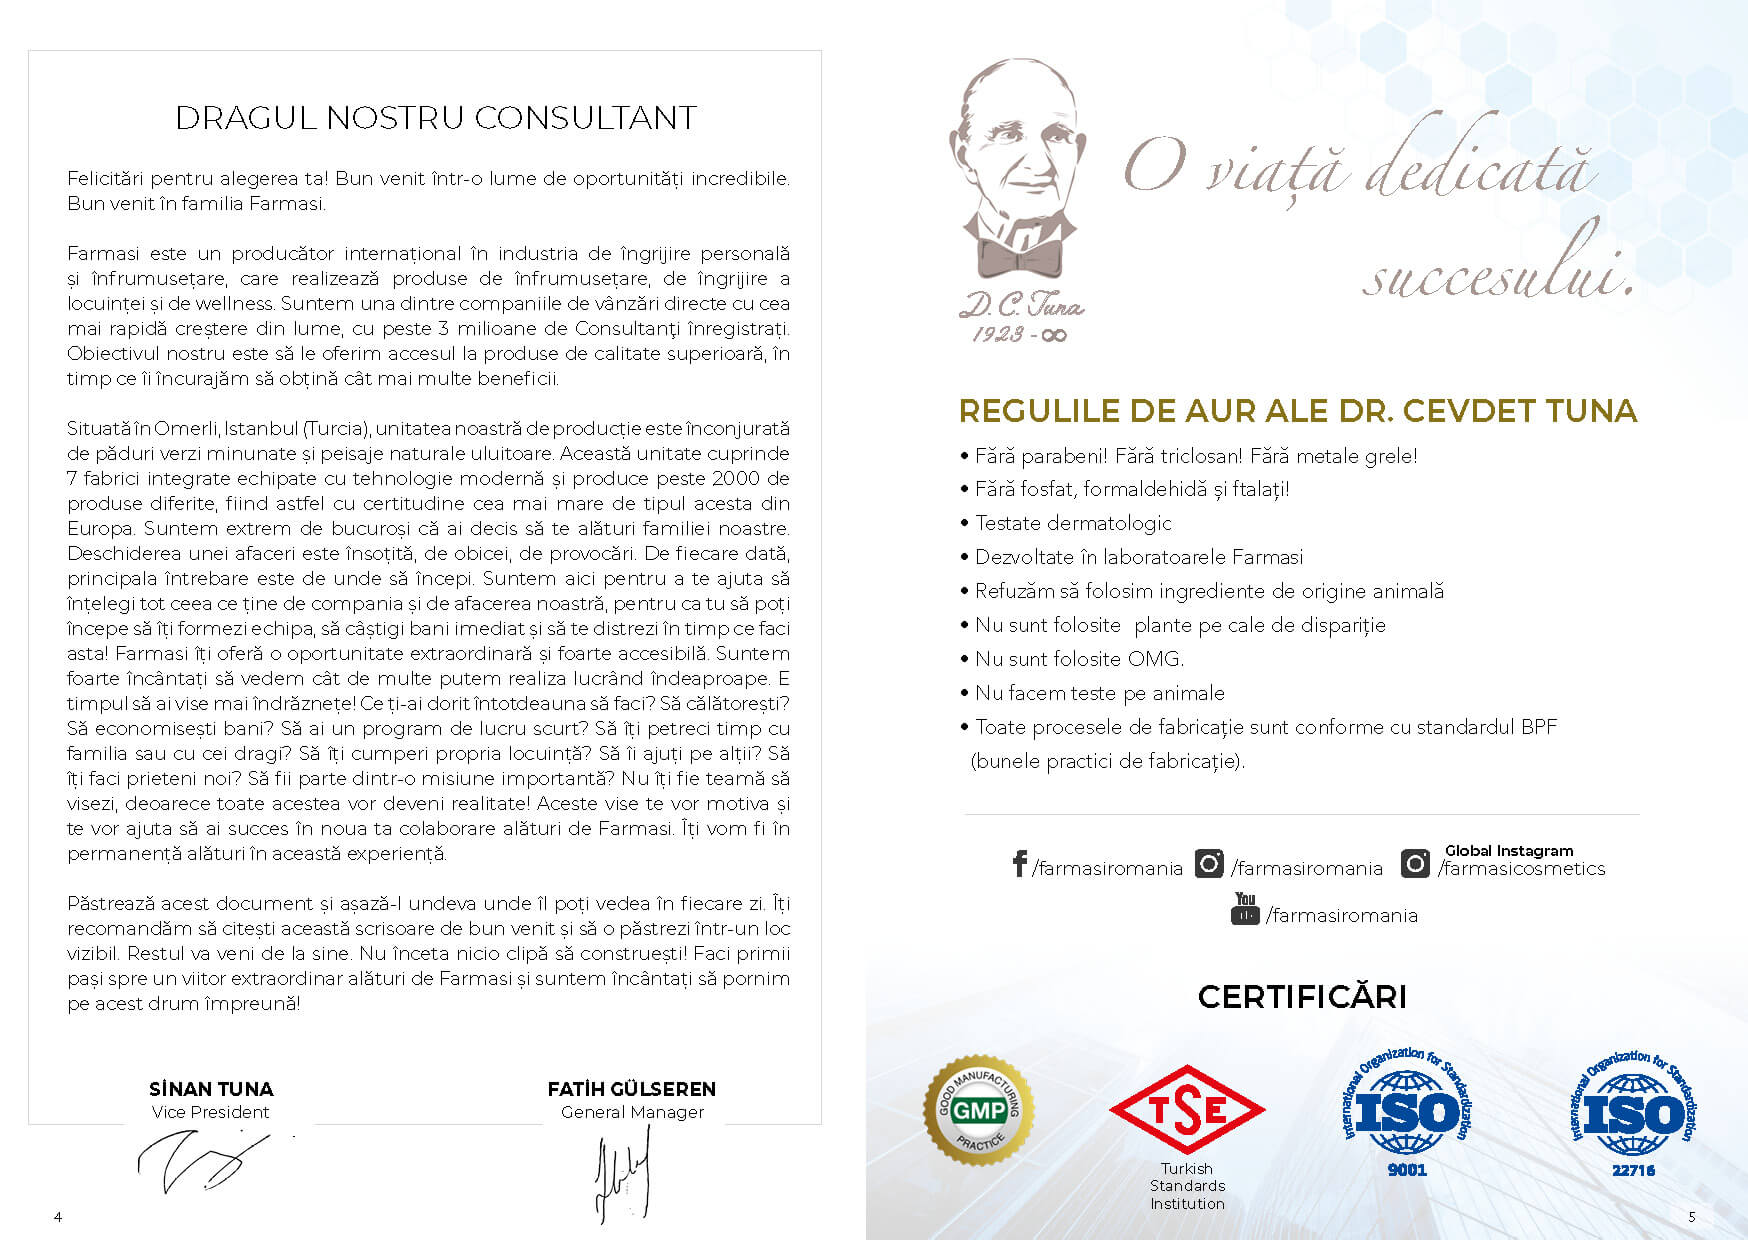 DRAGUL NOSTRU CONSULTANT
Felicitări pentru alegerea ta! Bun venit într-o lume de oportunități incredibile.
Bun venit în familia Farmasi.
Farmasi este un producător internațional în industria de îngrijire personală
și înfrumusețare, care realizează produse de înfrumusețare, de îngrijire a
locuinței și de wellness. Suntem una dintre companiile de vânzări directe cu cea
mai rapidă creștere din lume, cu peste 3 milioane de Consultanţi înregistrați.
Obiectivul nostru este să le oferim accesul la produse de calitate superioară, în
timp ce îi încurajăm să obțină cât mai multe beneficii.
Situată în Omerli, Istanbul (Turcia), unitatea noastră de producție este înconjurată
de păduri verzi minunate și peisaje naturale uluitoare. Această unitate cuprinde
7 fabrici integrate echipate cu tehnologie modernă și produce peste 2000 de
produse diferite, fiind astfel cu certitudine cea mai mare de tipul acesta din
Europa. Suntem extrem de bucuroși că ai decis să te alături familiei noastre.
Deschiderea unei afaceri este însoțită, de obicei, de provocări. De fiecare dată,
principala întrebare este de unde să începi. Suntem aici pentru a te ajuta să
înțelegi tot ceea ce ține de compania și de afacerea noastră, pentru ca tu să poți
începe să îți formezi echipa, să câștigi bani imediat și să te distrezi în timp ce faci
asta! Farmasi îți oferă o oportunitate extraordinară și foarte accesibilă. Suntem
foarte încântați să vedem cât de multe putem realiza lucrând îndeaproape. E
timpul să ai vise mai îndrăznețe! Ce ți-ai dorit întotdeauna să faci? Să călătorești?
Să economisești bani? Să ai un program de lucru scurt? Să îți petreci timp cu
familia sau cu cei dragi? Să îți cumperi propria locuință? Să îi ajuți pe alții? Să
îți faci prieteni noi? Să fii parte dintr-o misiune importantă? Nu îți fie teamă să
visezi, deoarece toate acestea vor deveni realitate! Aceste vise te vor motiva și
te vor ajuta să ai succes în noua ta colaborare alături de Farmasi. Îți vom fi în
permanență alături în această experiență.
Păstrează acest document și așază-l undeva unde îl poți vedea în fiecare zi. Îți
recomandăm să citești această scrisoare de bun venit și să o păstrezi într-un loc
vizibil. Restul va veni de la sine. Nu înceta nicio clipă să construești! Faci primii
pași spre un viitor extraordinar alături de Farmasi și suntem încântați să pornim
pe acest drum împreună!
SİNAN TUNA
Vice President
FATİH GÜLSEREN
General Manager
4
O viață dedicată
succesului.
D. C. Tuna
1923 - ∞
REGULILE DE AUR ALE DR. CEVDET TUNA
• Fără parabeni! Fără triclosan! Fără metale grele!
• Fără fosfat, formaldehidă și ftalați!
• Testate dermatologic
• Dezvoltate în laboratoarele Farmasi
• Refuzăm să folosim ingrediente de origine animală
• Nu sunt folosite plante pe cale de dispariție
• Nu sunt folosite OMG.
• Nu facem teste pe animale
• Toate procesele de fabricație sunt conforme cu standardul BPF
(bunele practici de fabricație).
f /farmasiromania /farmasiromania Global Instagram
/farmasicosmetics
You /farmasiromania
CERTIFICĂRI
GOOD MANUFACTURING
GMP
PRACTICE
TSE
Turkish
Standards
Institution
International Organization for Standardization
ISO
9001
International Organization for Standardization
ISO
22716
5